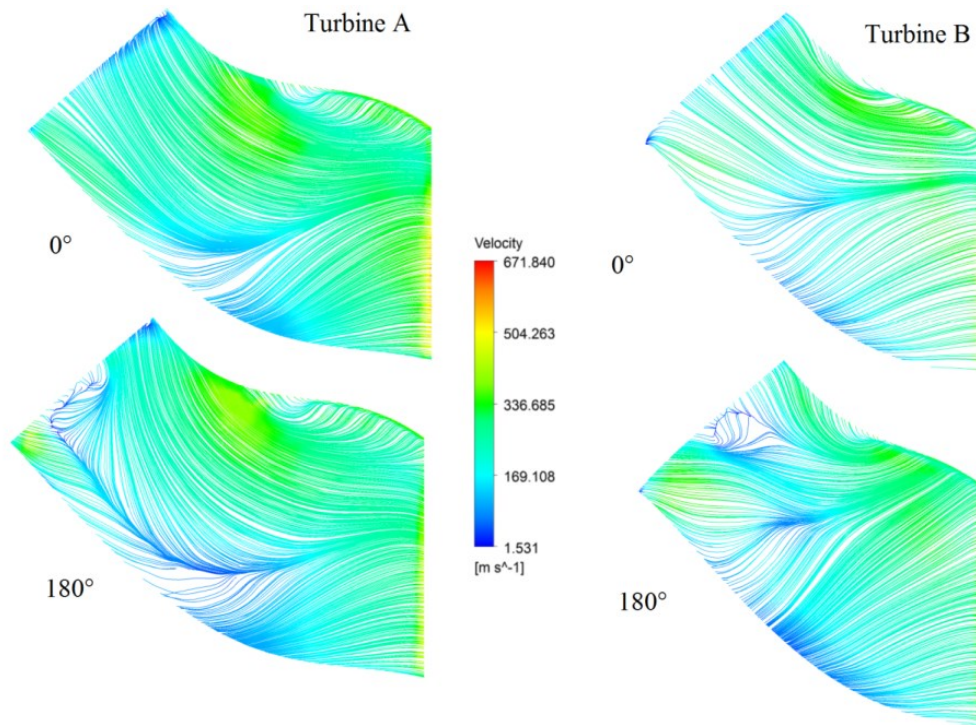 Turbine A
Turbine B
0°
0°
Velocity
671.840
504.263
336.685
169.108
1.531
[m s^-1]
180°
180°